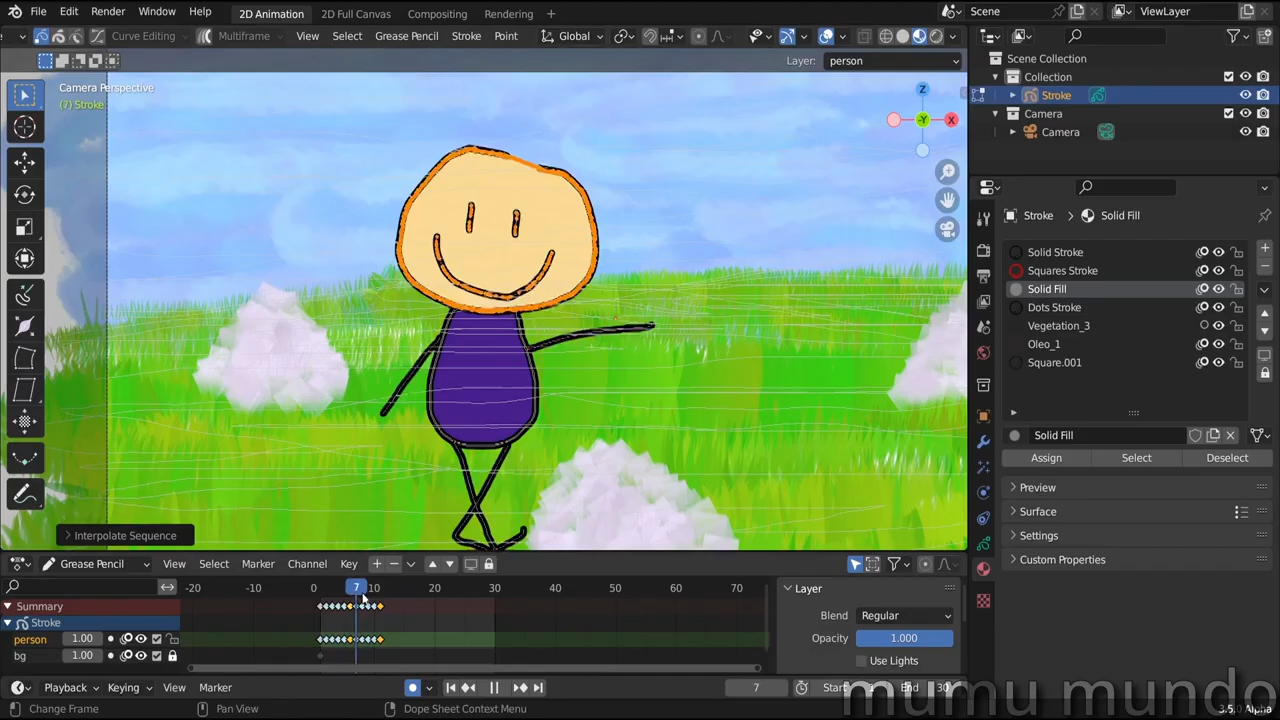 File Edit Render Window Help 2D Animation 2D Full Canvas Compositing Rendering + Scene ViewLayer
Curve Editing Multiframe View Select Grease Pencil Stroke Point Global
Layer: person
Camera Perspective
(7) Stroke
Z
-Y
X
Scene Collection
Collection
Stroke
Camera
Camera
Stroke > Solid Fill
Solid Stroke
Squares Stroke
Solid Fill
Dots Stroke
Vegetation_3
Oleo_1
Square.001
Solid Fill
Assign Select Deselect
Preview
Surface
Settings
Custom Properties
Interpolate Sequence
Grease Pencil View Select Marker Channel Key
-20 -10 0 7 10 20 30 40 50 60 70
Summary
Stroke
person 1.00
bg 1.00
Layer
Blend Regular
Opacity 1.000
Use Lights
Playback Keying View Marker 7 Start 1 End 30
mumu mundo
Change Frame Pan View Dope Sheet Context Menu 3.5.0 Alpha